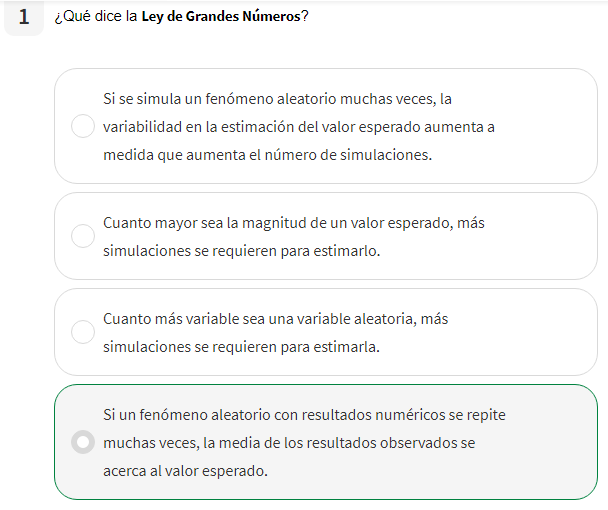 1 ¿Qué dice la Ley de Grandes Números?
Si se simula un fenómeno aleatorio muchas veces, la
variabilidad en la estimación del valor esperado aumenta a
medida que aumenta el número de simulaciones.
Cuanto mayor sea la magnitud de un valor esperado, más
simulaciones se requieren para estimarlo.
Cuanto más variable sea una variable aleatoria, más
simulaciones se requieren para estimarla.
Si un fenómeno aleatorio con resultados numéricos se repite
muchas veces, la media de los resultados observados se
acerca al valor esperado.